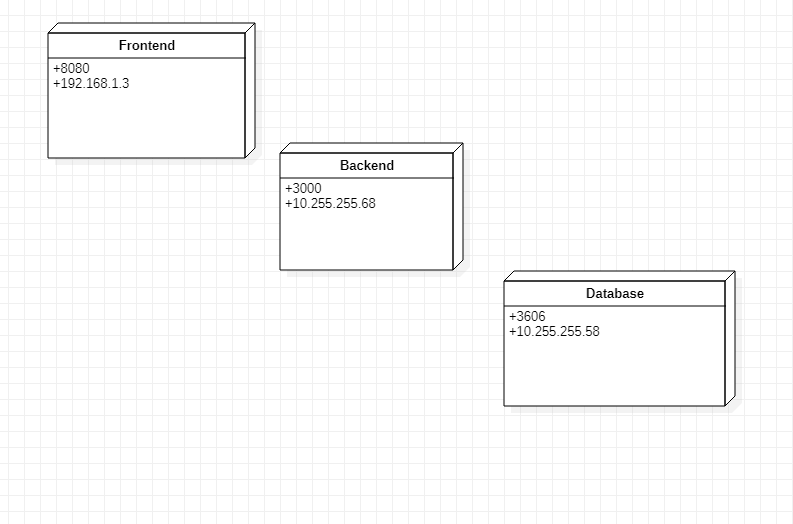 Frontend
+8080
+192.168.1.3
Backend
+3000
+10.255.255.68
Database
+3606
+10.255.255.58